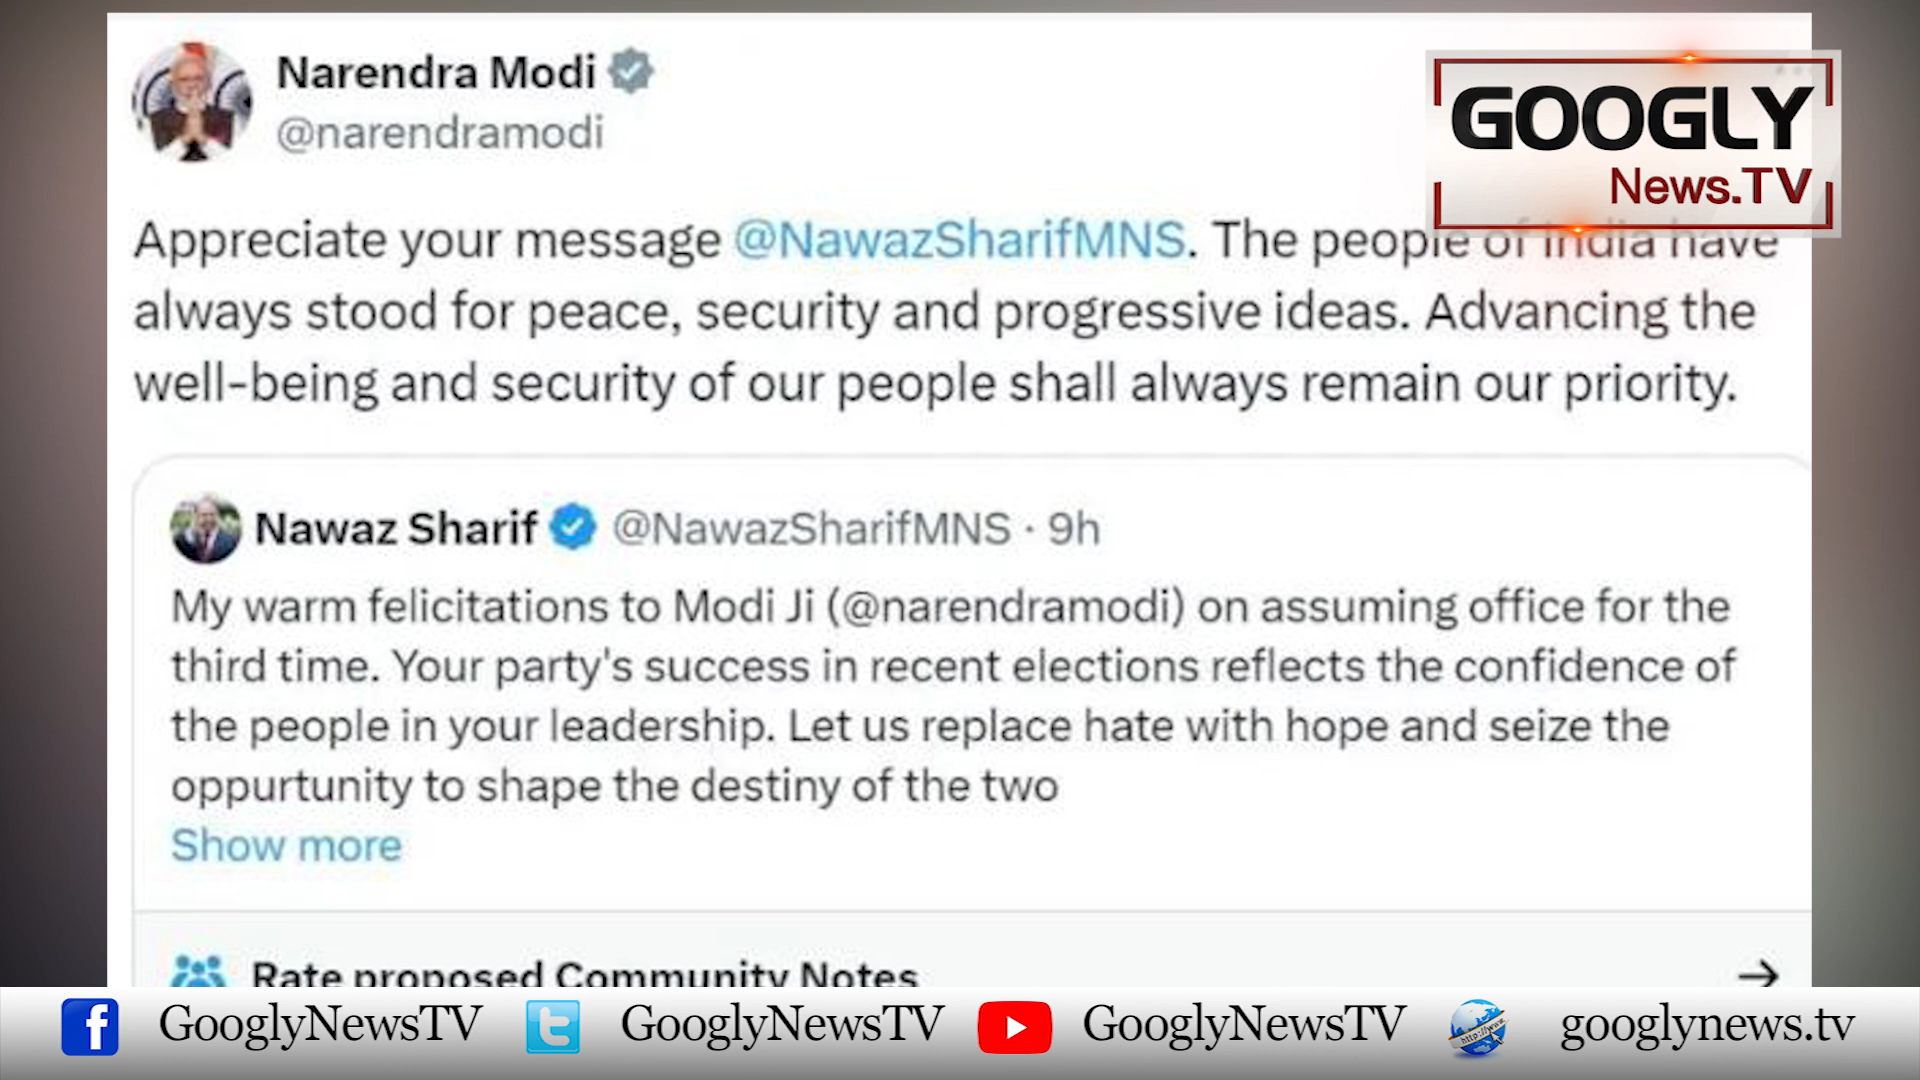 Narendra Modi
@narendramodi
GOOGLY
News.TV
Appreciate your message @NawazSharifMNS. The people of India have
always stood for peace, security and progressive ideas. Advancing the
well-being and security of our people shall always remain our priority.
Nawaz Sharif @NawazSharifMNS · 9h
My warm felicitations to Modi Ji (@narendramodi) on assuming office for the
third time. Your party's success in recent elections reflects the confidence of
the people in your leadership. Let us replace hate with hope and seize the
oppurtunity to shape the destiny of the two
Show more
Rate proposed Community Notes
f GooglyNewsTV t GooglyNewsTV GooglyNewsTV http://www googlynews.tv